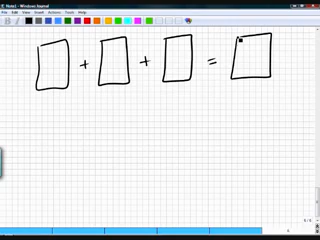 Note1 - Windows Journal
File Edit View Insert Actions Tools Help
+ + =